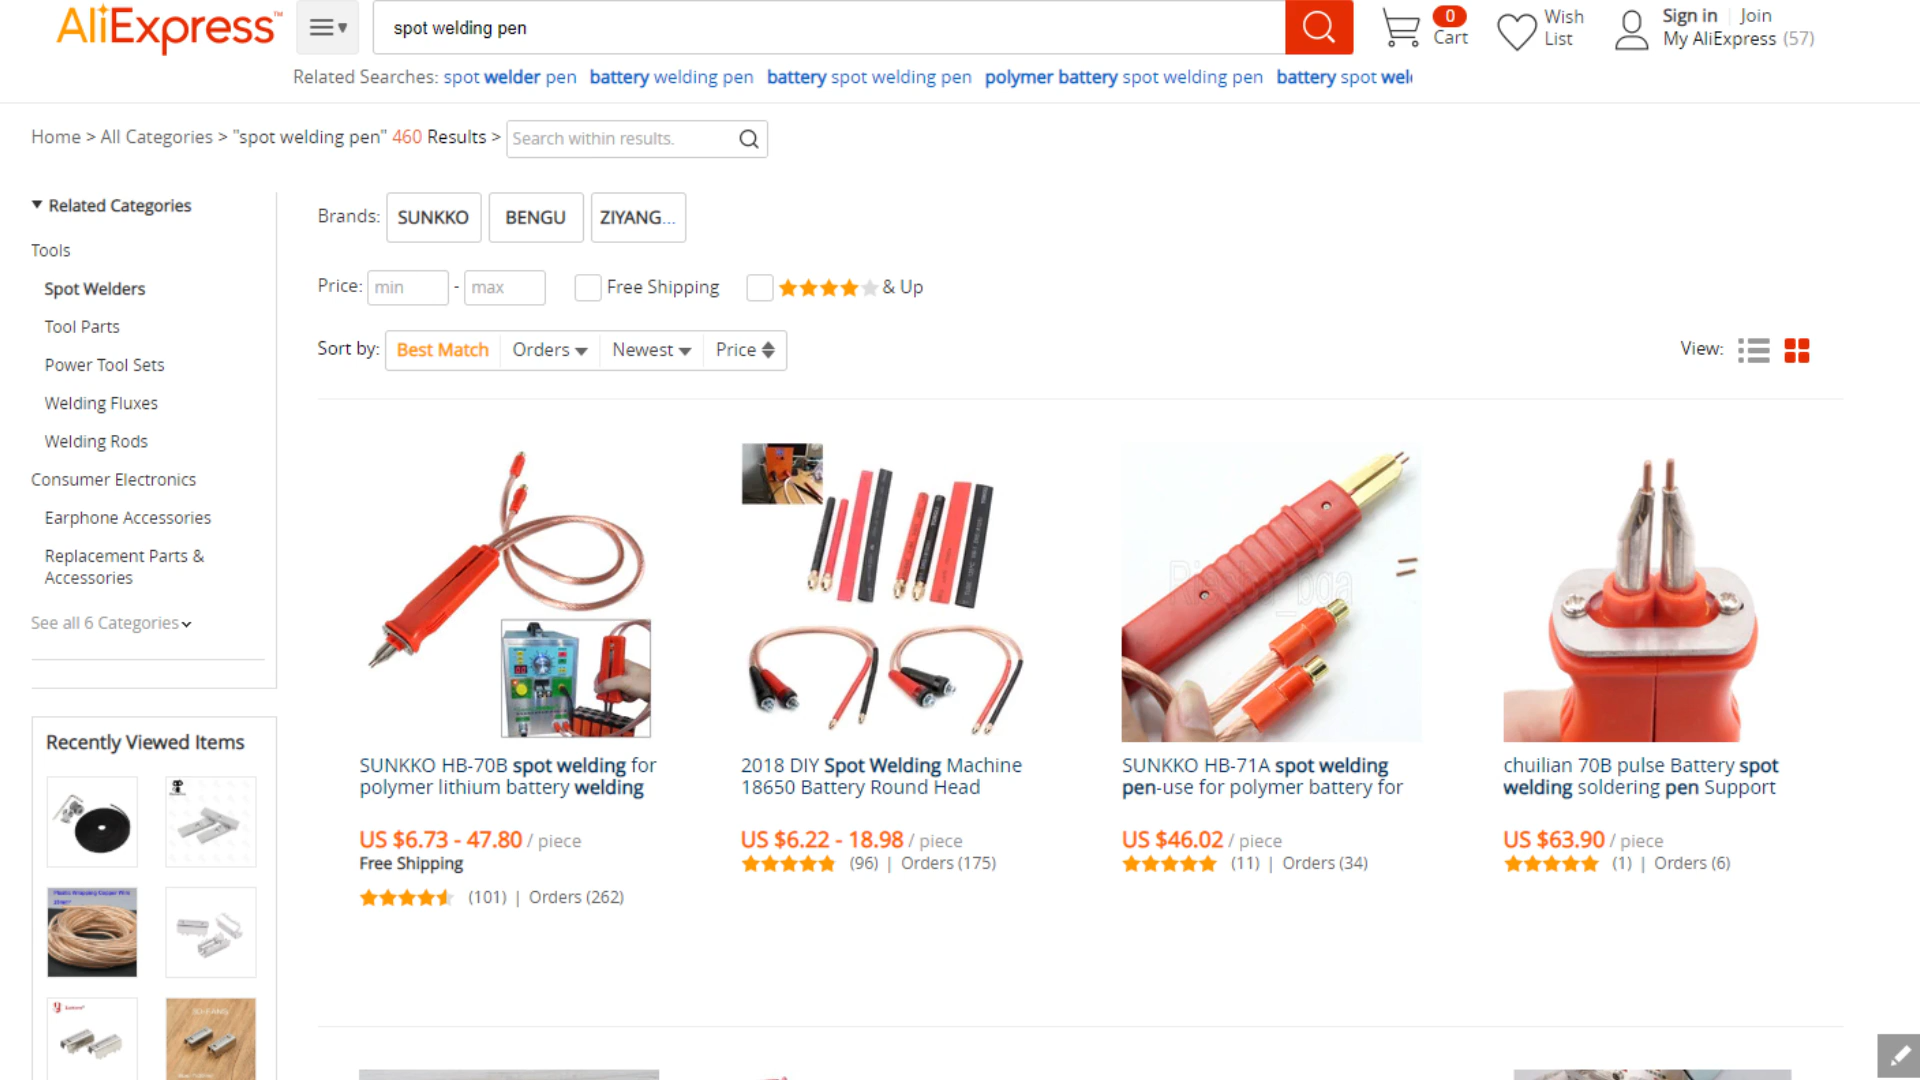 AliExpress™
spot welding pen
0
Cart
Wish
List
Sign in Join
My AliExpress (57)
Related Searches: spot welder pen battery welding pen battery spot welding pen polymer battery spot welding pen battery spot
Home > All Categories > "spot welding pen" 460 Results > Search within results.
Related Categories
Tools
Spot Welders
Tool Parts
Power Tool Sets
Welding Fluxes
Welding Rods
Consumer Electronics
Earphone Accessories
Replacement Parts &
Accessories
See all 6 Categories
Recently Viewed Items
Brands: SUNKKO BENGU ZIYANG...
Price: min - max Free Shipping & Up
Sort by: Best Match Orders Newest Price
View:
SUNKKO HB-70B spot welding for
polymer lithium battery welding
US $6.73 - 47.80 / piece
Free Shipping
(101) | Orders (262)
2018 DIY Spot Welding Machine
18650 Battery Round Head
US $6.22 - 18.98 / piece
(96) | Orders (175)
SUNKKO HB-71A spot welding
pen-use for polymer battery for
US $46.02 / piece
(11) | Orders (34)
chuilian 70B pulse Battery spot
welding soldering pen Support
US $63.90 / piece
(1) | Orders (6)